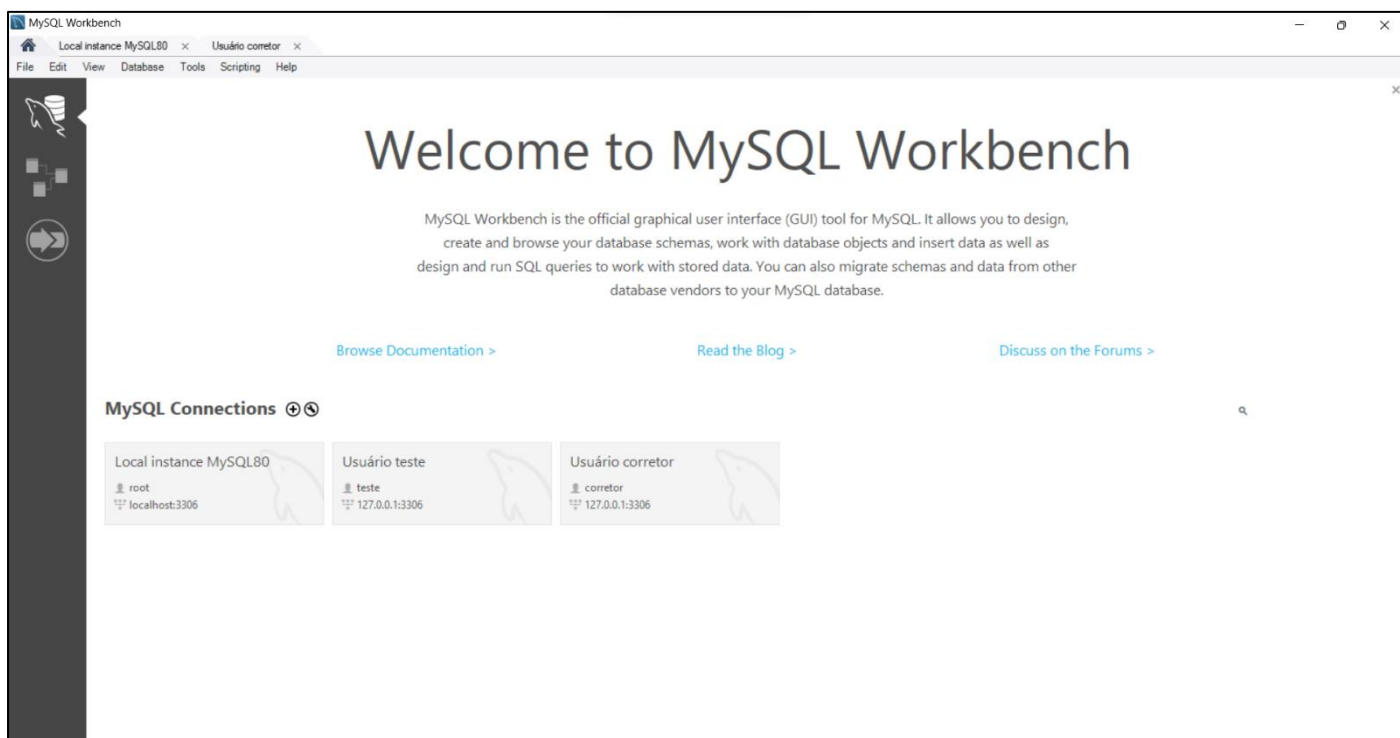 MySQL Workbench
Local instance MySQL80 Usuário corretor
File Edit View Database Tools Scripting Help
Welcome to MySQL Workbench
MySQL Workbench is the official graphical user interface (GUI) tool for MySQL. It allows you to design,
create and browse your database schemas, work with database objects and insert data as well as
design and run SQL queries to work with stored data. You can also migrate schemas and data from other
database vendors to your MySQL database.
Browse Documentation > Read the Blog > Discuss on the Forums >
MySQL Connections
Local instance MySQL80
root
localhost:3306
Usuário teste
teste
127.0.0.1:3306
Usuário corretor
corretor
127.0.0.1:3306